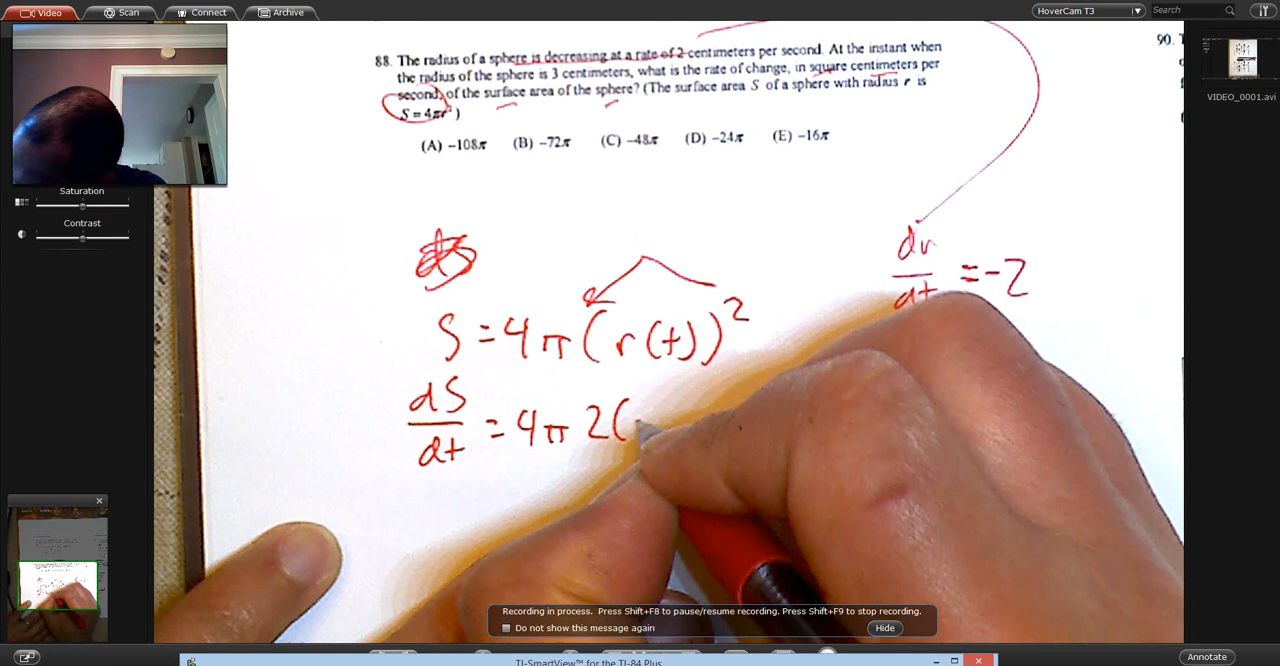 Video Scan Connect Archive HoverCam T3 Search
88. The radius of a sphere is decreasing at a rate of 2 centimeters per second. At the instant when
the radius of the sphere is 3 centimeters, what is the rate of change, in square centimeters per
second, of the surface area of the sphere? (The surface area S of a sphere with radius r is
S = 4πr²)
(A) −108π (B) −72π (C) −48π (D) −24π (E) −16π
90.
VIDEO_0001.avi
Saturation
Contrast
dr/dt = -2
S = 4π(r(t))²
dS/dt = 4π 2(
Recording in process. Press Shift+F8 to pause/resume recording. Press Shift+F9 to stop recording.
Do not show this message again Hide
TI-SmartView™ for the TI-84 Plus
Annotate